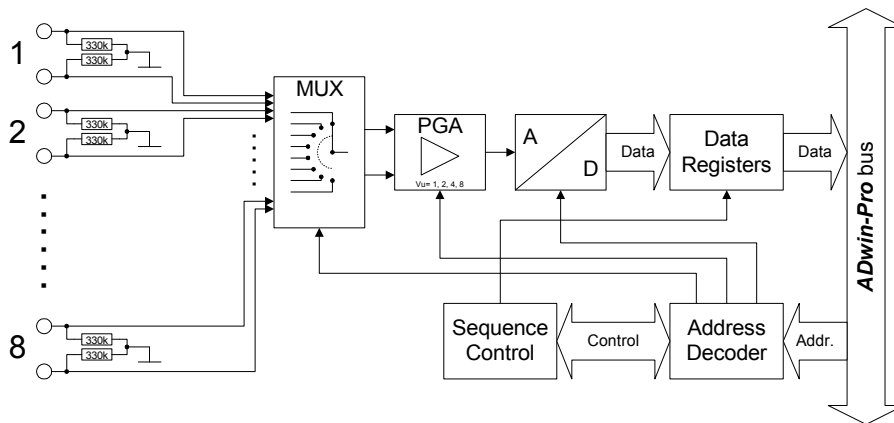 1
330k
330k
2
330k
330k
8
330k
330k
MUX
PGA
Vu= 1, 2, 4, 8
A
D
Data
Data
Registers
Data
Sequence
Control
Control
Address
Decoder
Addr.
ADwin-Pro bus